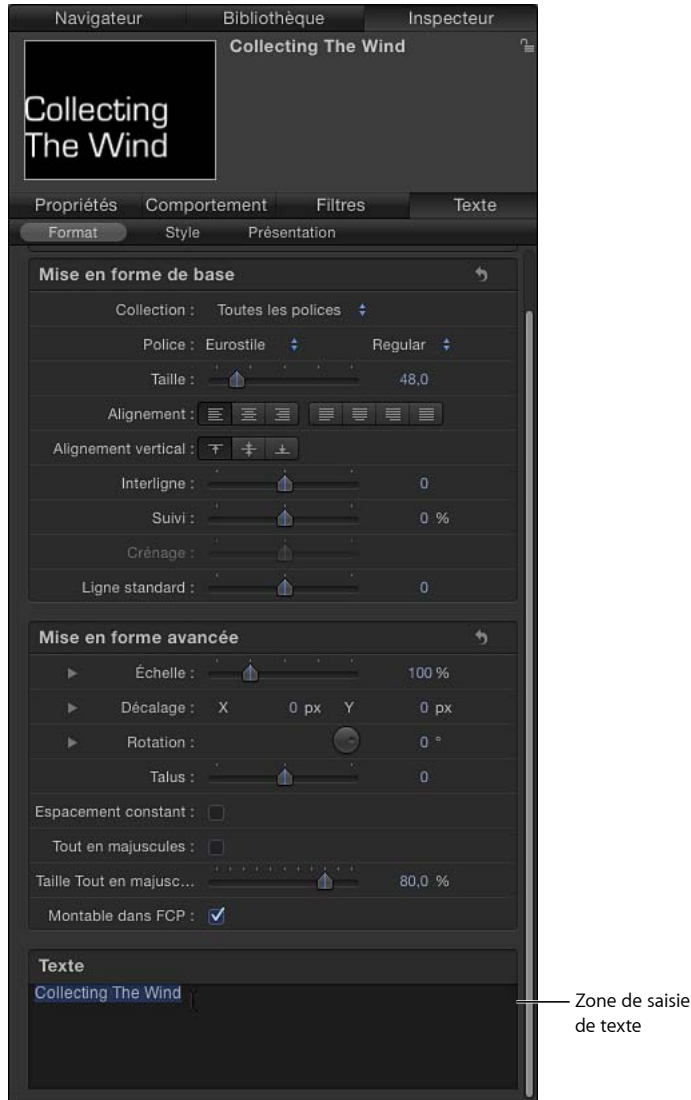 Navigateur Bibliothèque Inspecteur
Collecting The Wind
Collecting
The Wind
Propriétés Comportement Filtres Texte
Format Style Présentation
Mise en forme de base
Collection : Toutes les polices
Police : Eurostile Regular
Taille : 48,0
Alignement :
Alignement vertical :
Interligne : 0
Suivi : 0 %
Crénage :
Ligne standard : 0
Mise en forme avancée
Échelle : 100 %
Décalage : X 0 px Y 0 px
Rotation : 0 °
Talus : 0
Espacement constant :
Tout en majuscules :
Taille Tout en majusc... 80,0 %
Montable dans FCP :
Texte
Collecting The Wind
Zone de saisie
de texte